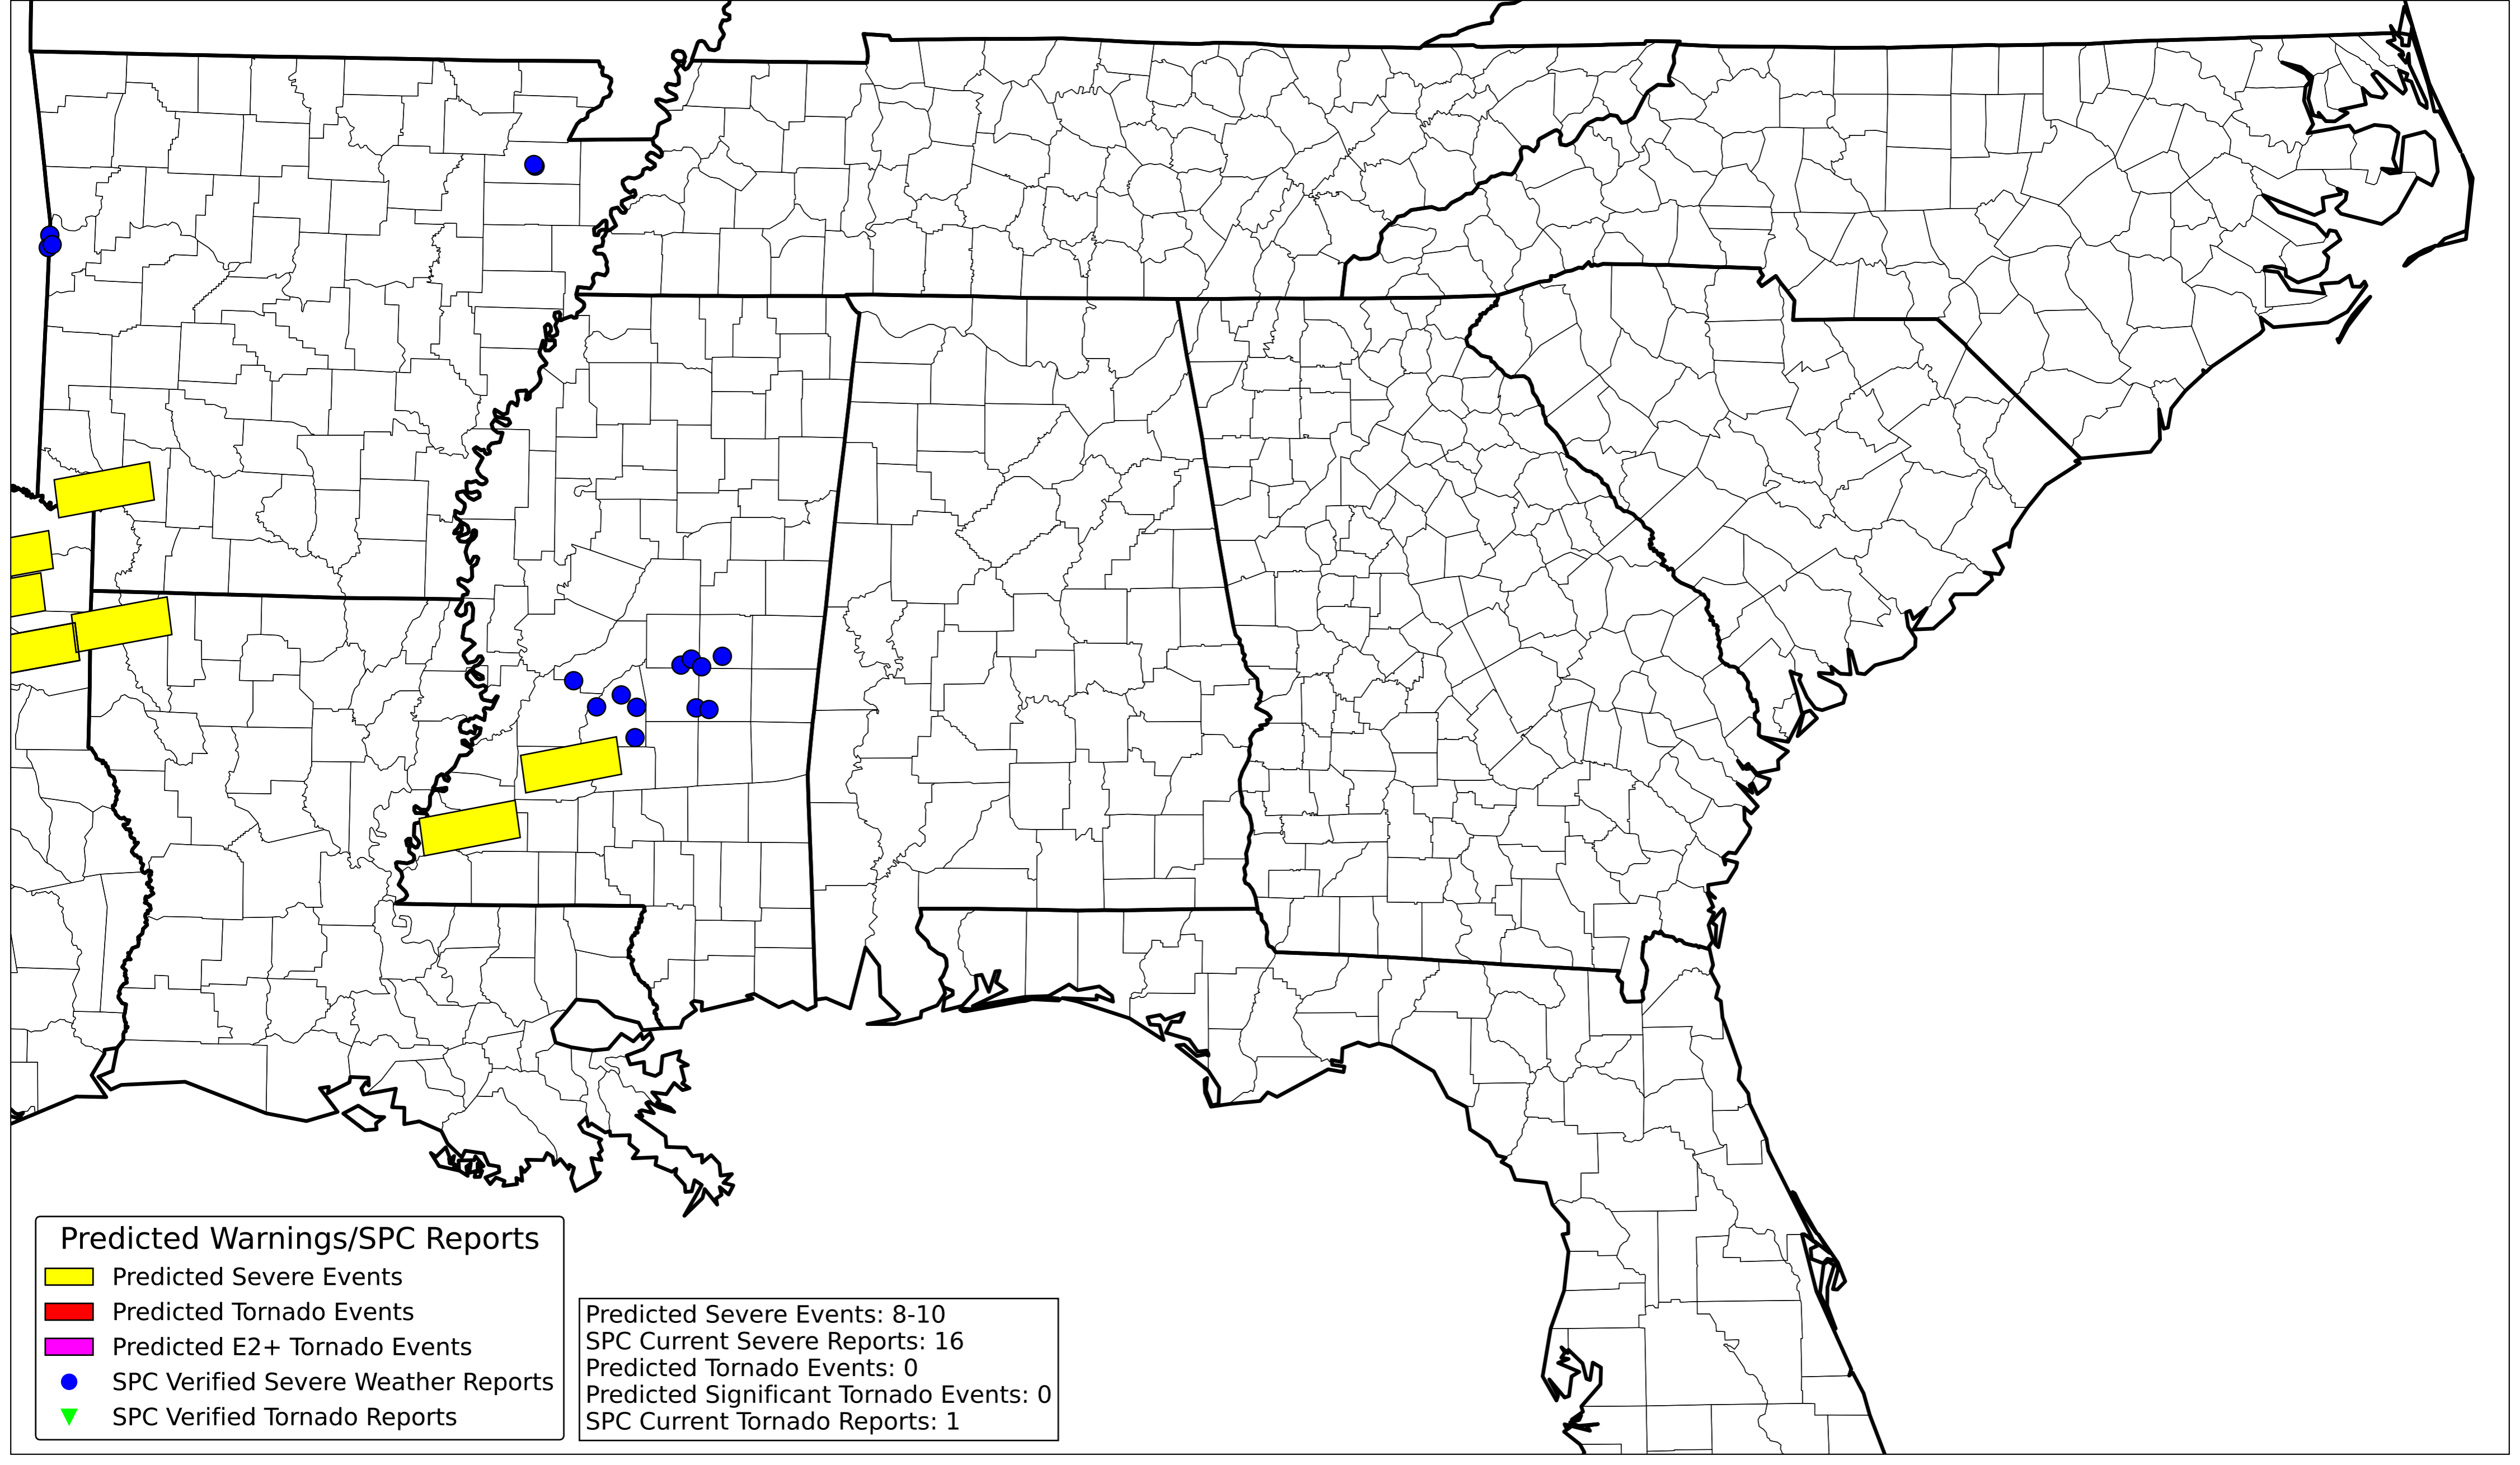 Predicted Warnings/SPC Reports
Predicted Severe Events
Predicted Tornado Events
Predicted E2+ Tornado Events
SPC Verified Severe Weather Reports
SPC Verified Tornado Reports
Predicted Severe Events: 8-10
SPC Current Severe Reports: 16
Predicted Tornado Events: 0
Predicted Significant Tornado Events: 0
SPC Current Tornado Reports: 1